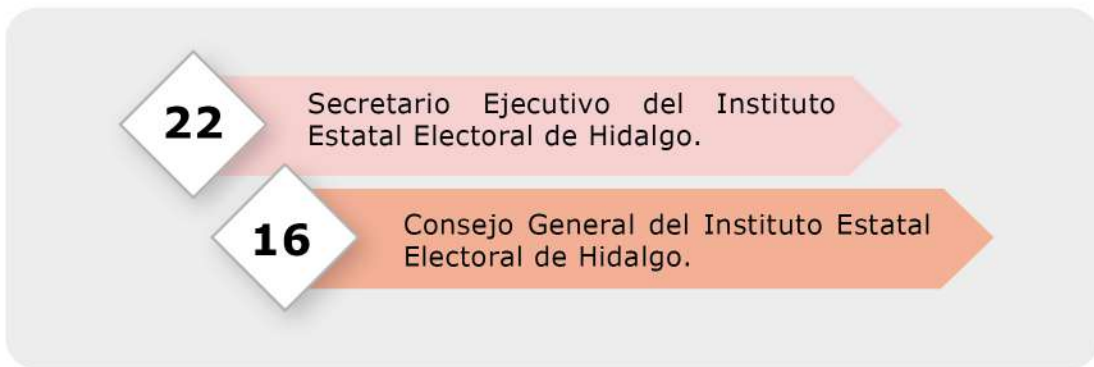 22
Secretario Ejecutivo del Instituto
Estatal Electoral de Hidalgo.
16
Consejo General del Instituto Estatal
Electoral de Hidalgo.